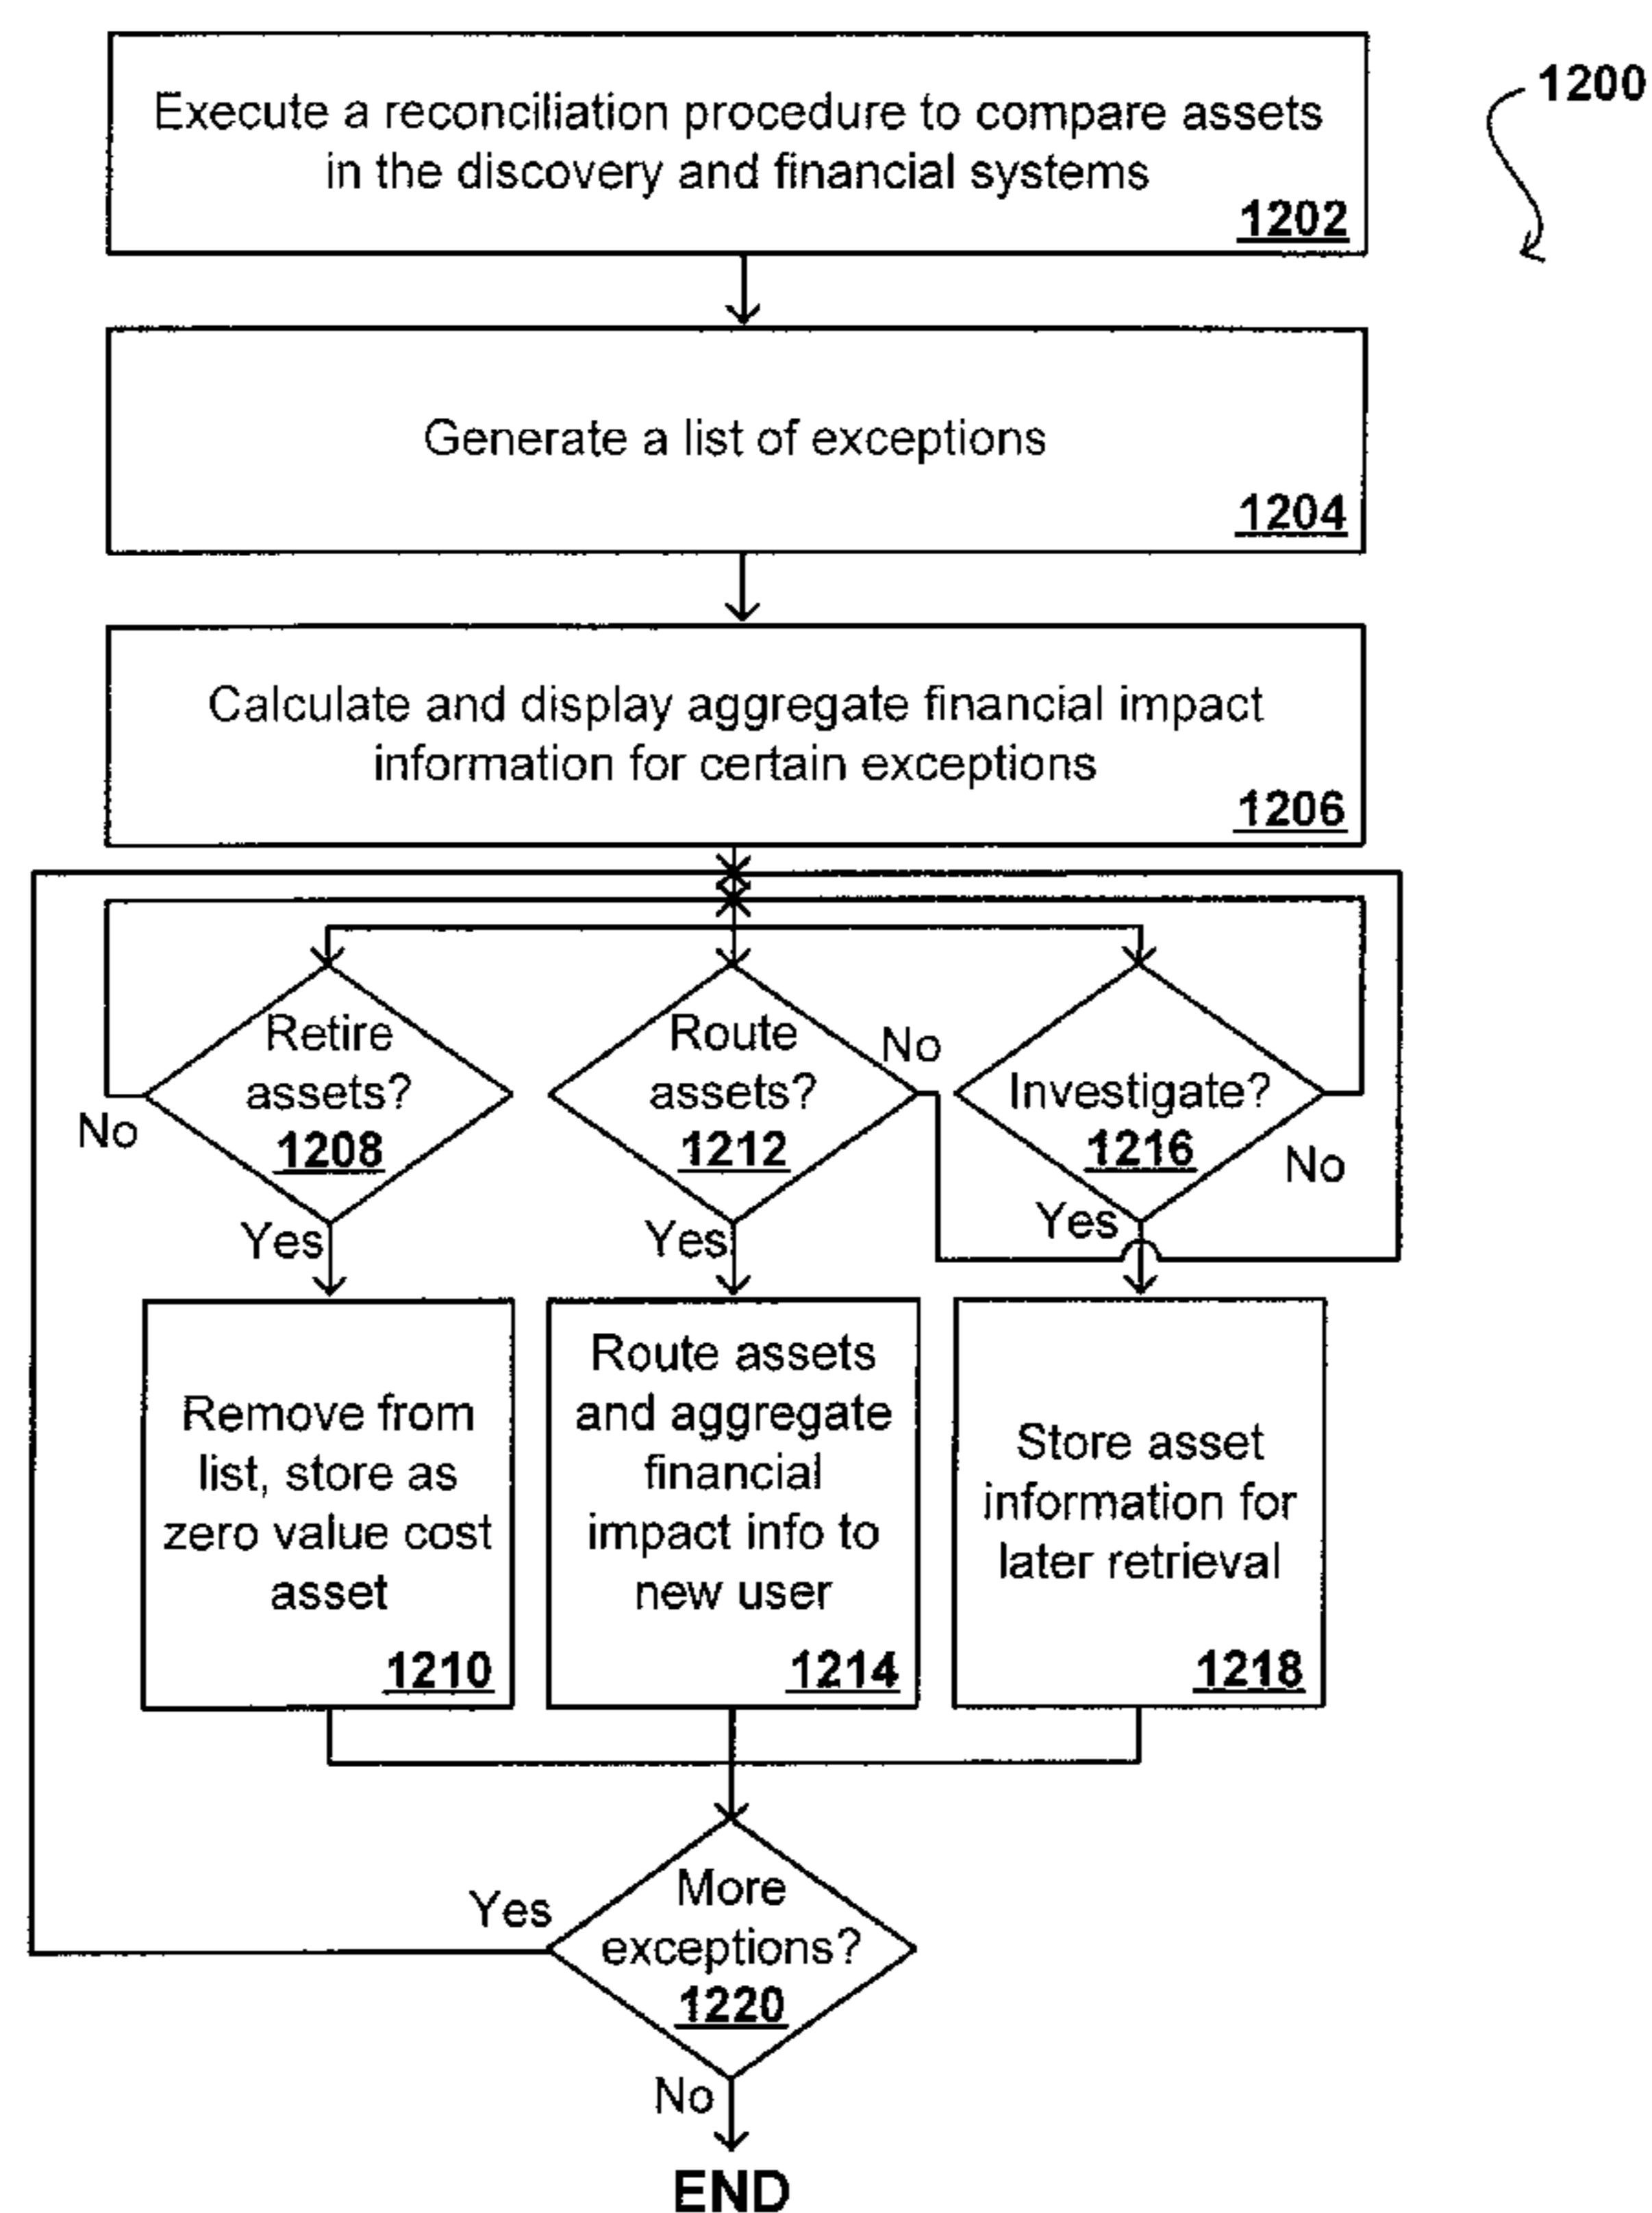 1200
Execute a reconciliation procedure to compare assets
in the discovery and financial systems
1202
Generate a list of exceptions
1204
Calculate and display aggregate financial impact
information for certain exceptions
1206
Retire
assets?
1208
No
Yes
Route
assets?
1212
No
Yes
Investigate?
1216
No
Yes
Remove from
list, store as
zero value cost
asset
1210
Route assets
and aggregate
financial
impact info to
new user
1214
Store asset
information for
later retrieval
1218
More
exceptions?
1220
Yes
No
END